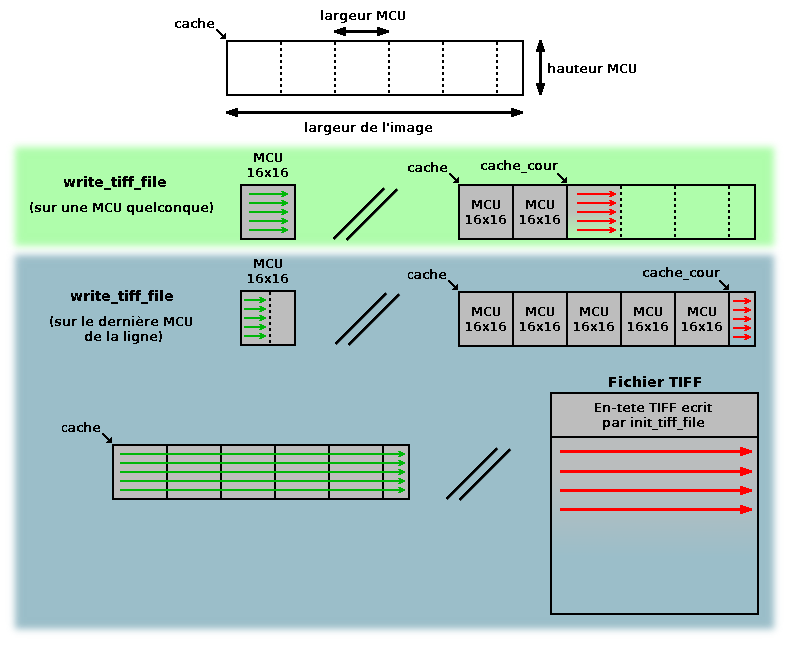 largeur MCU
cache
hauteur MCU
largeur de l'image
write_tiff_file
(sur une MCU quelconque)
MCU
16x16
cache
cache_cour
MCU
16x16
MCU
16x16
write_tiff_file
(sur le dernière MCU
de la ligne)
MCU
16x16
cache
cache_cour
MCU
16x16
MCU
16x16
MCU
16x16
MCU
16x16
MCU
16x16
cache
Fichier TIFF
En-tete TIFF ecrit
par init_tiff_file